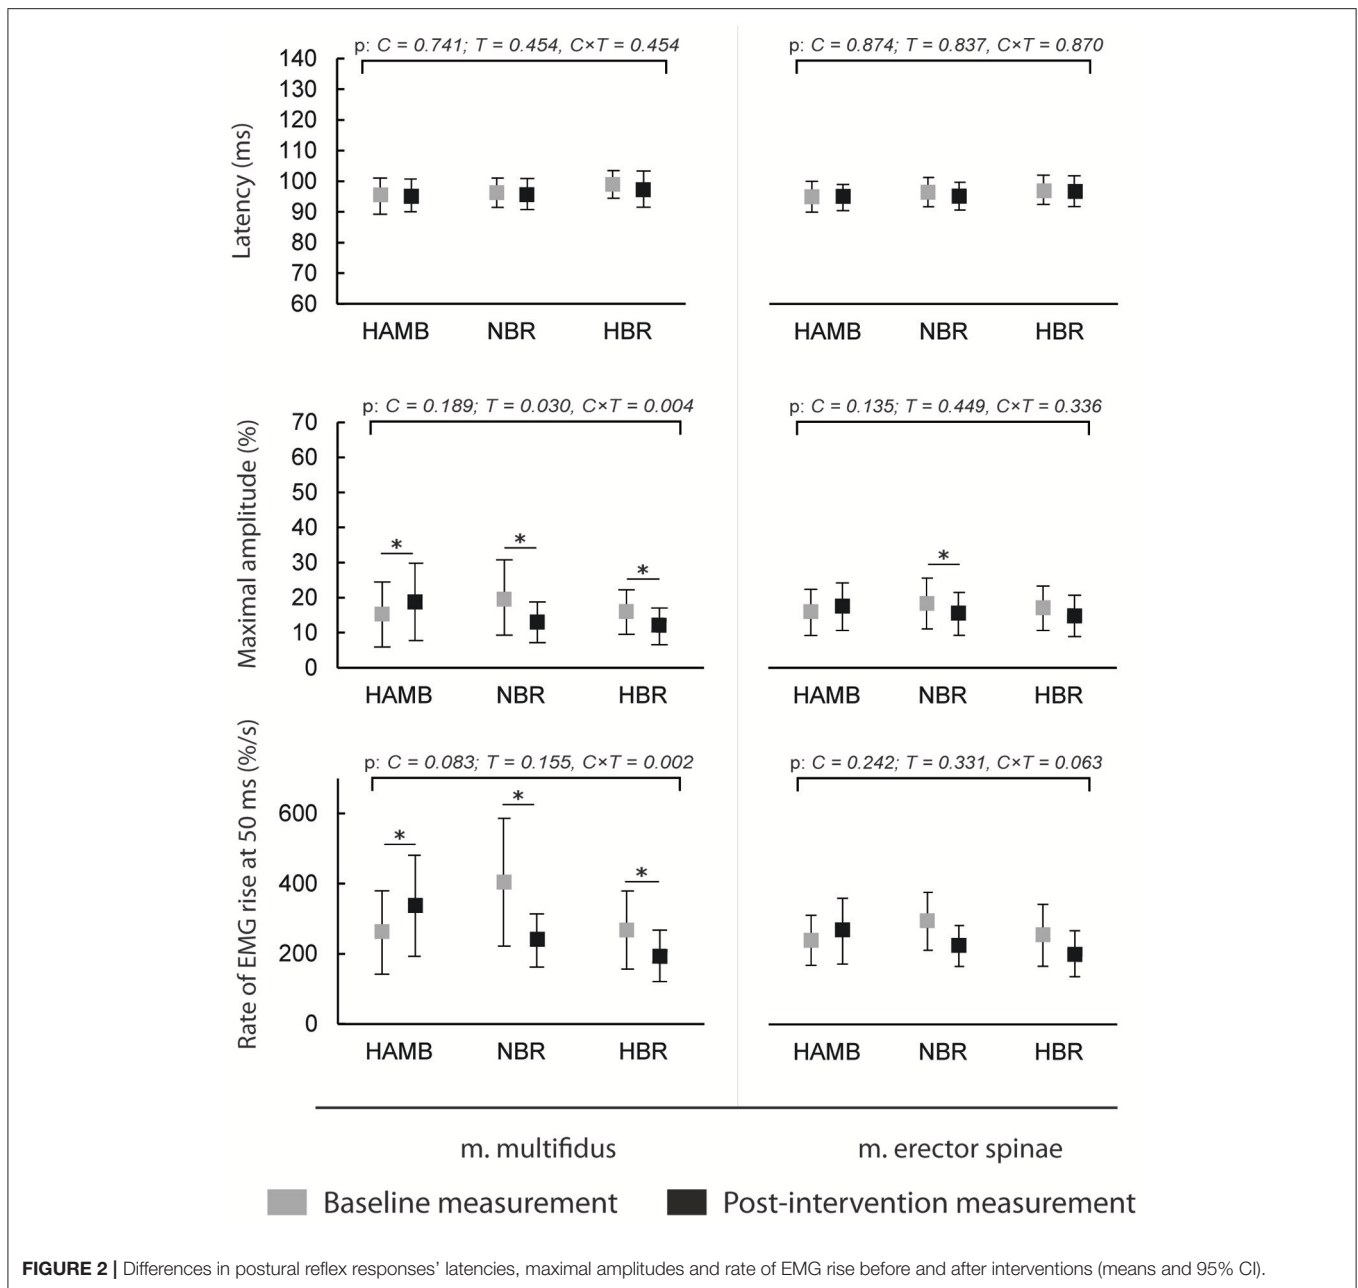 p: C = 0.741; T = 0.454, C×T = 0.454
p: C = 0.874; T = 0.837, C×T = 0.870
Latency (ms)
140
130
120
110
100
90
80
70
60
HAMB NBR HBR
HAMB NBR HBR
p: C = 0.189; T = 0.030, C×T = 0.004
p: C = 0.135; T = 0.449, C×T = 0.336
Maximal amplitude (%)
70
60
50
40
30
20
10
0
* * *
*
HAMB NBR HBR
HAMB NBR HBR
p: C = 0.083; T = 0.155, C×T = 0.002
p: C = 0.242; T = 0.331, C×T = 0.063
Rate of EMG rise at 50 ms (%/s)
600
400
200
0
* * *
HAMB NBR HBR
HAMB NBR HBR
m. multifidus
m. erector spinae
Baseline measurement
Post-intervention measurement
FIGURE 2 | Differences in postural reflex responses’ latencies, maximal amplitudes and rate of EMG rise before and after interventions (means and 95% CI).